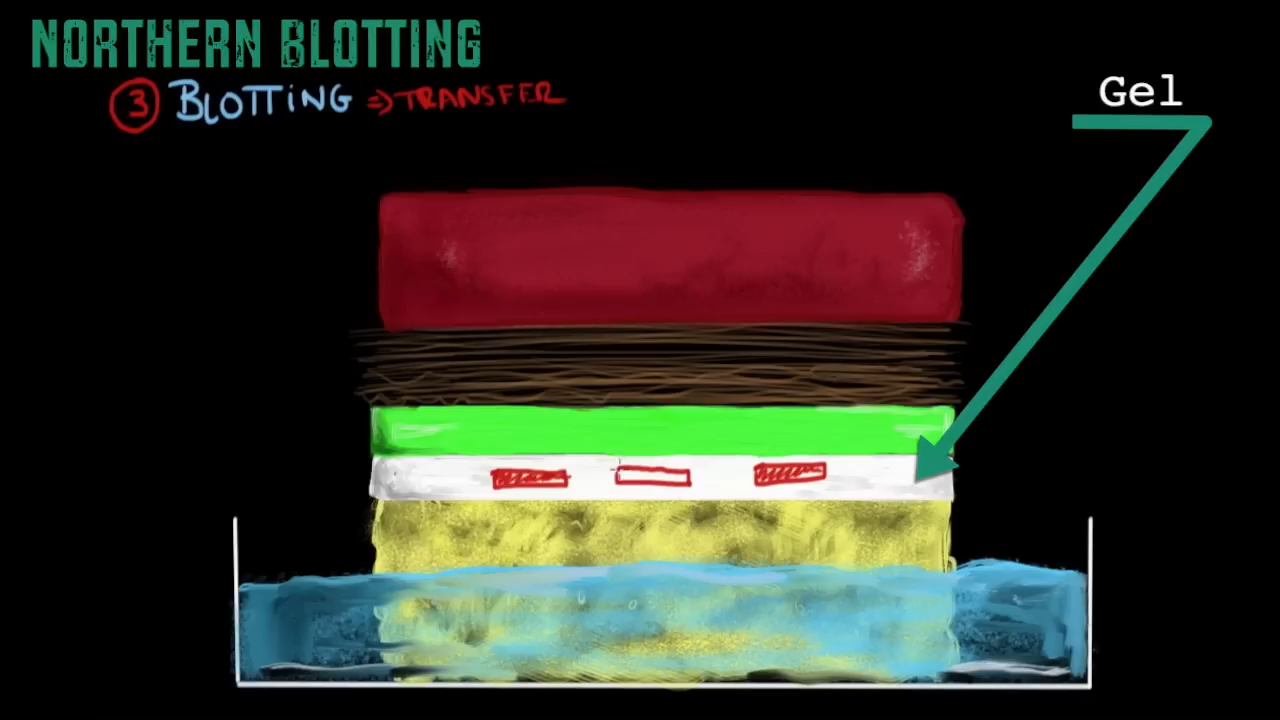 NORTHERN BLOTTING
③ BLOTTiNG ⇒ TRANSFER
Gel